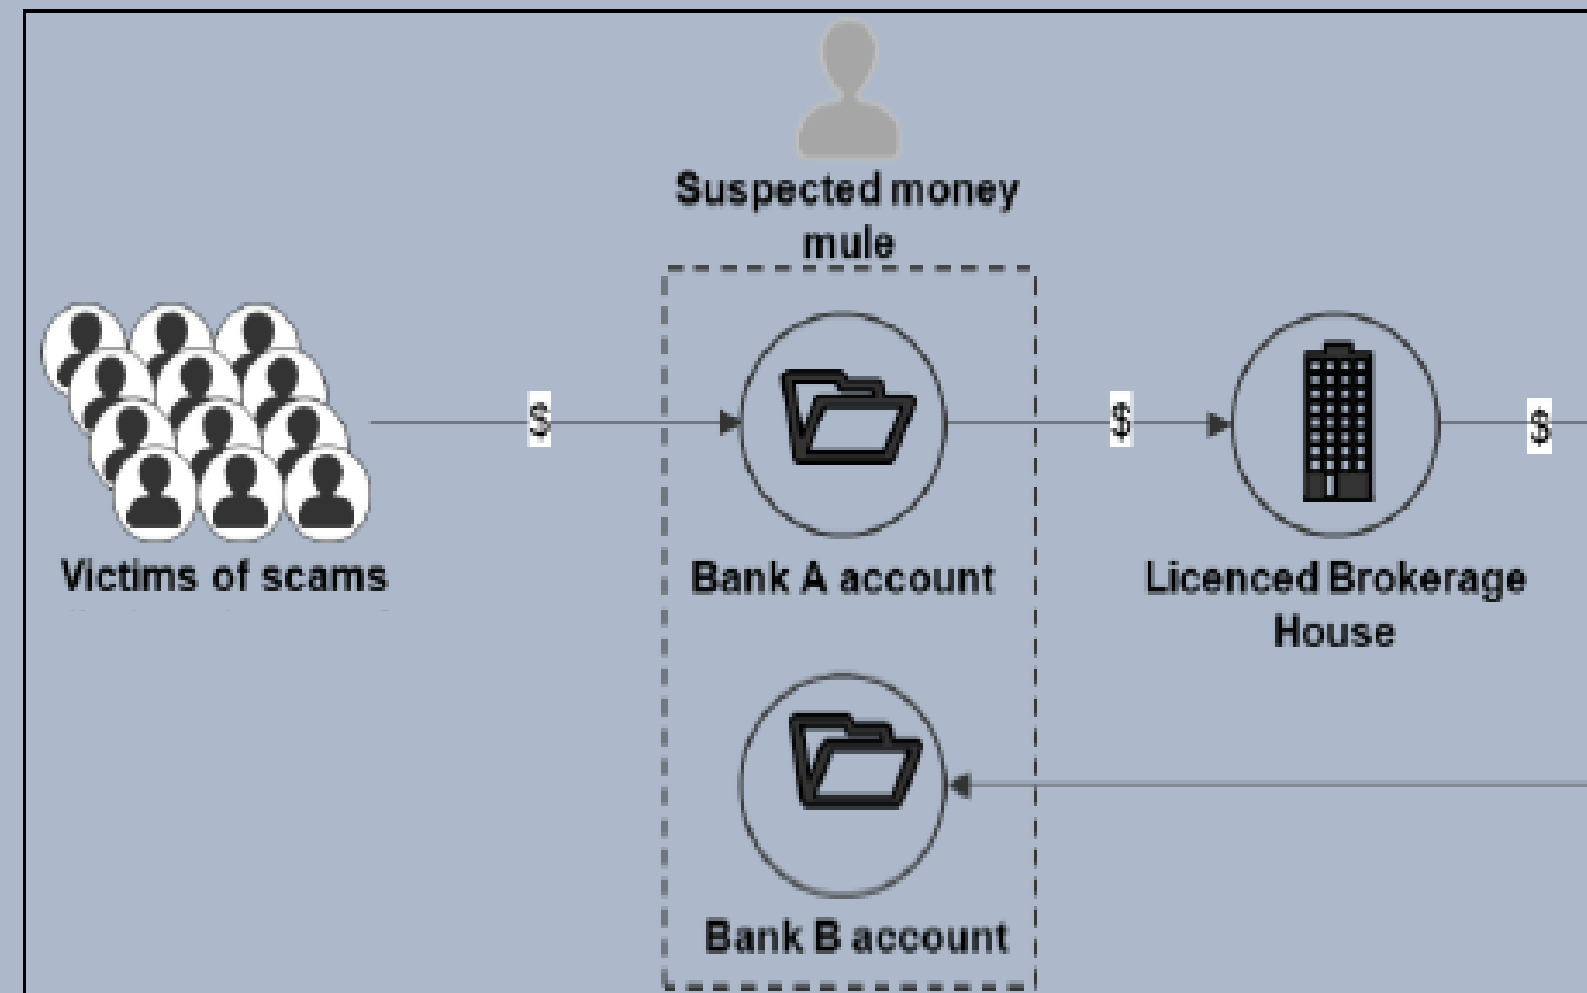 Suspected money
mule
$
$
$
Victims of scams
Bank A account
Licenced Brokerage
House
Bank B account